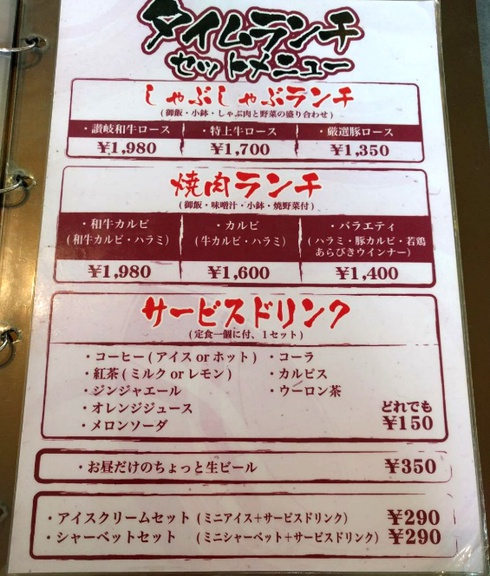 タイムランチ
セットメニュー
しゃぶしゃぶランチ
(御飯・小鉢・しゃぶ肉と野菜の盛り合わせ)
・讃岐和牛ロース ・特上牛ロース ・厳選豚ロース
¥1,980 ¥1,700 ¥1,350
焼肉ランチ
(御飯・味噌汁・小鉢・焼野菜付)
・和牛カルビ ・カルビ ・バラエティ
(和牛カルビ・ハラミ) (牛カルビ・ハラミ) (ハラミ・豚カルビ・若鶏
あらびきウインナー)
¥1,980 ¥1,600 ¥1,400
サービスドリンク
(定食一個に付、1セット)
・コーヒー(アイス or ホット) ・コーラ
・紅茶(ミルク or レモン) ・カルピス
・ジンジャエール ・ウーロン茶
・オレンジジュース どれでも
・メロンソーダ ¥150
・お昼だけのちょっと生ビール ¥350
・アイスクリームセット (ミニアイス+サービスドリンク) ¥290
・シャーベットセット (ミニシャーベット+サービスドリンク) ¥290